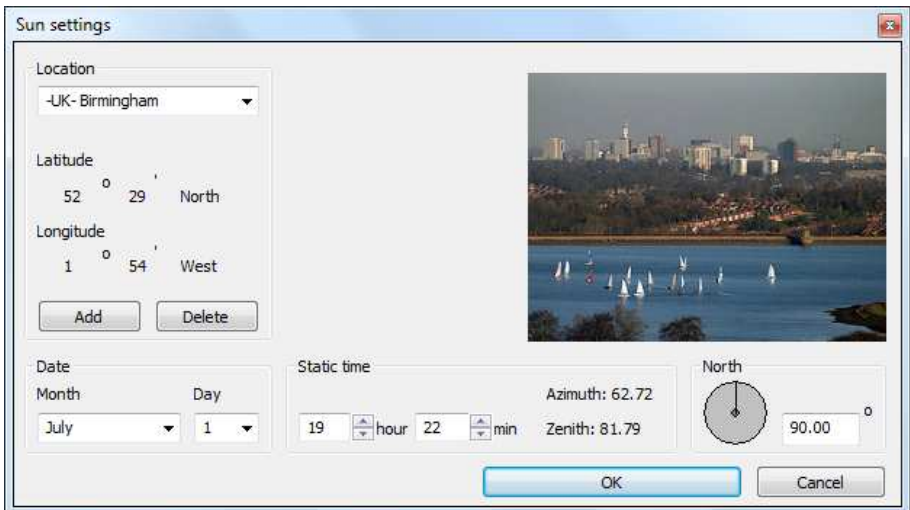 Sun settings
Location
-UK- Birmingham
Latitude
52 o 29 ' North
Longitude
1 o 54 ' West
Add Delete
Date
Month Day
July 1
Static time
19 hour 22 min
Azimuth: 62.72
Zenith: 81.79
North
90.00 o
OK Cancel